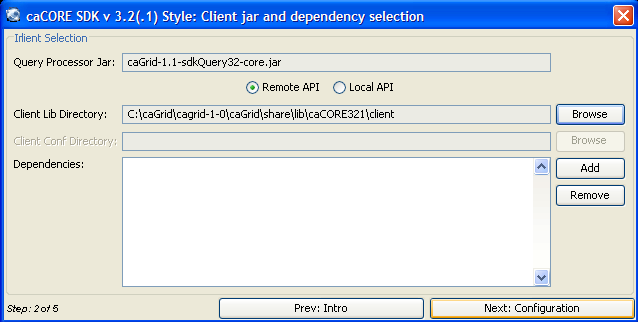 caCORE SDK v 3.2(.1) Style: Client jar and dependency selection
Irlient Selection
Query Processor Jar: caGrid-1.1-sdkQuery32-core.jar
Remote API Local API
Client Lib Directory: C:\caGrid\cagrid-1-0\caGrid\share\lib\caCORE321\client Browse
Client Conf Directory: Browse
Dependencies: Add
Remove
Step: 2 of 5 Prev: Intro Next: Configuration